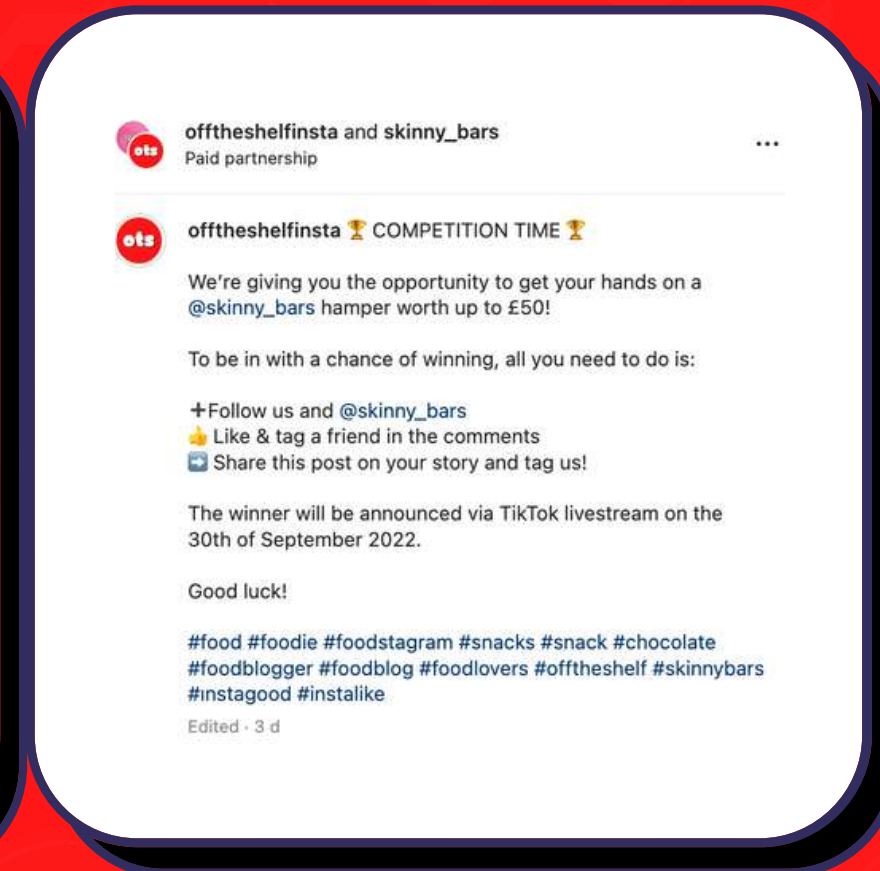 ots
offtheshelfinsta and skinny_bars
Paid partnership
...
ots
offtheshelfinsta 🏆 COMPETITION TIME 🏆
We're giving you the opportunity to get your hands on a
@skinny_bars hamper worth up to £50!
To be in with a chance of winning, all you need to do is:
➕Follow us and @skinny_bars
👍 Like & tag a friend in the comments
➡️ Share this post on your story and tag us!
The winner will be announced via TikTok livestream on the
30th of September 2022.
Good luck!
#food #foodie #foodstagram #snacks #snack #chocolate
#foodblogger #foodblog #foodlovers #offtheshelf #skinnybars
#ınstagood #instalike
Edited · 3 d